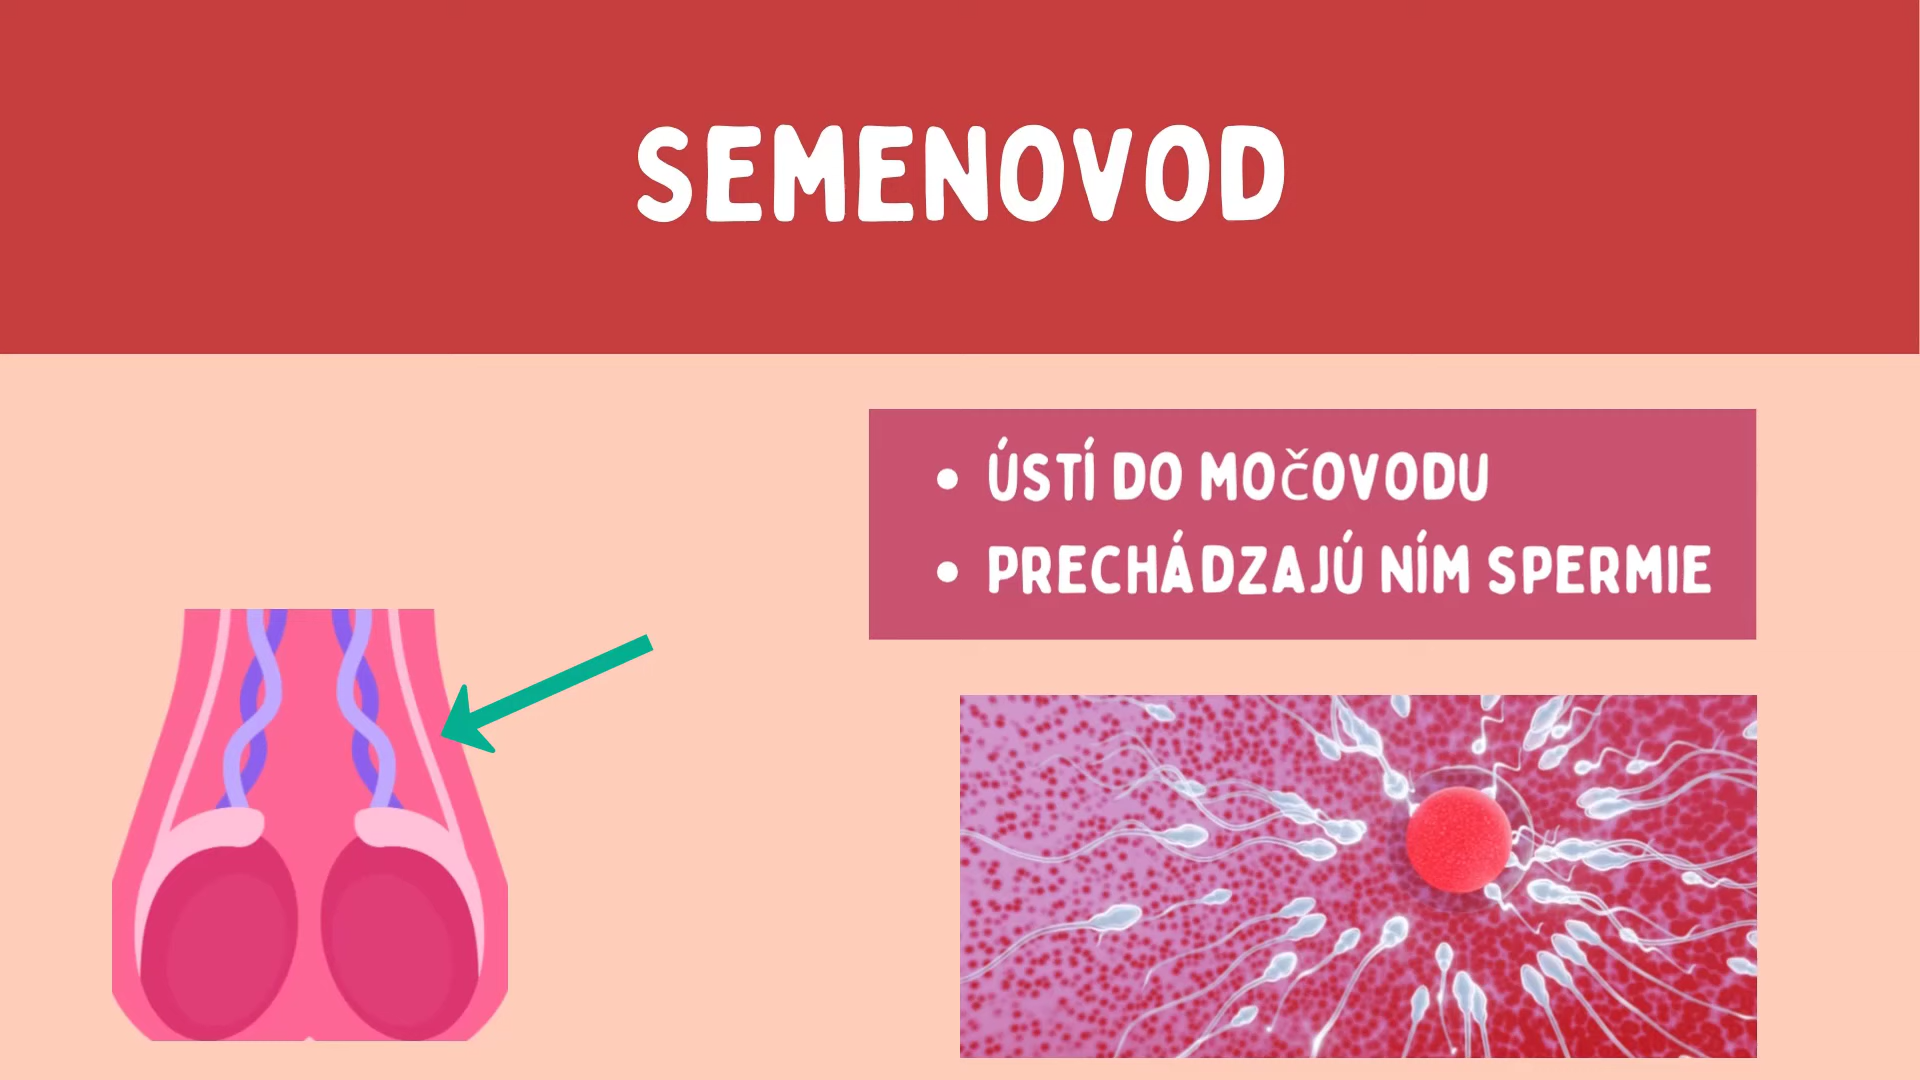 SEMENOVOD
• ÚSTÍ DO MOČOVODU
• PRECHÁDZAJÚ NÍM SPERMIE